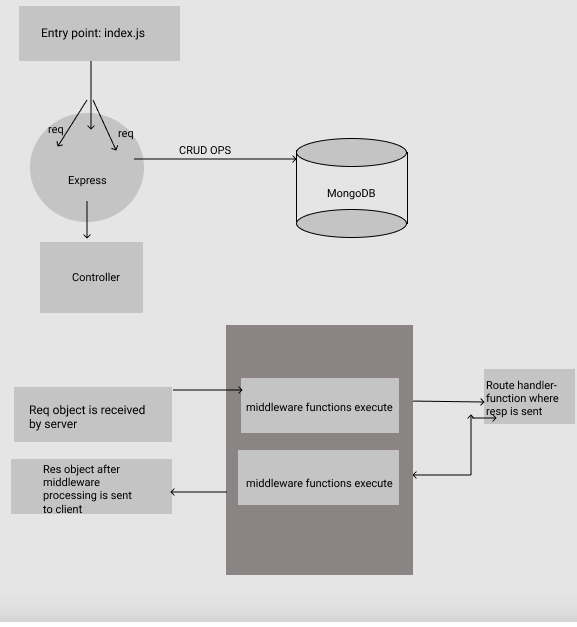 Entry point: index.js
req
req
Express
CRUD OPS
MongoDB
Controller
Req object is received
by server
middleware functions execute
Route handler-
function where
resp is sent
Res object after
middleware
processing is sent
to client
middleware functions execute